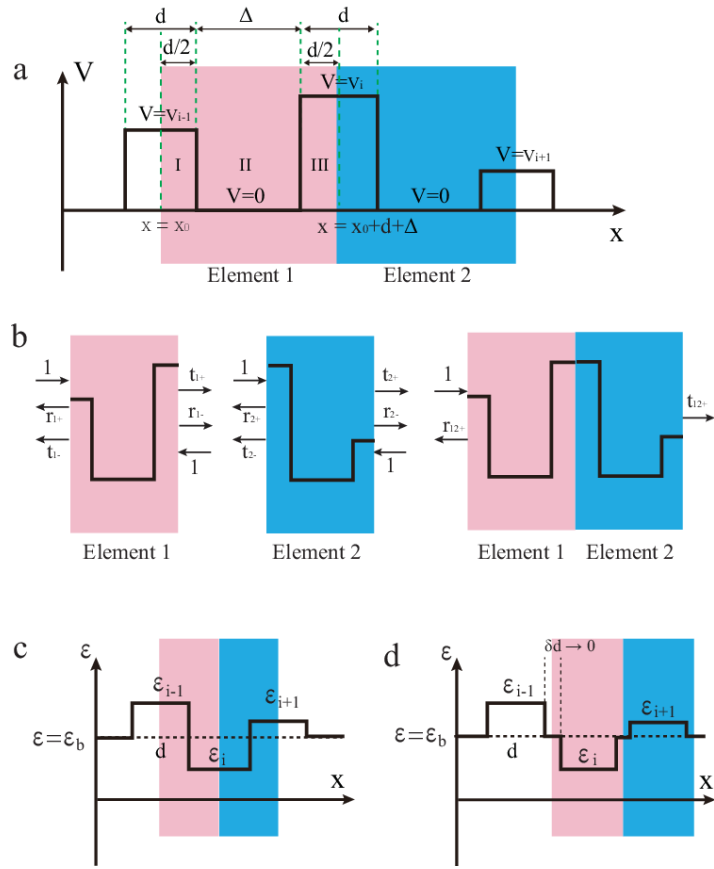 d Δ d
d/2 d/2
a V V=vᵢ
V=vᵢ₋₁
V=vᵢ₊₁
I II III
V=0 V=0
x = x₀ x = x₀+d+Δ x
Element 1 Element 2
b
1 t₁₊ 1 t₂₊ 1 t₁₂₊
r₁₊ r₁₋ r₂₊ r₂₋ r₁₂₊
t₁₋ 1 t₂₋ 1
Element 1 Element 2 Element 1 Element 2
c ε d ε δd → 0
εᵢ₋₁ εᵢ₊₁ εᵢ₋₁ εᵢ₊₁
ε=ε_b d εᵢ ε=ε_b d εᵢ
x x